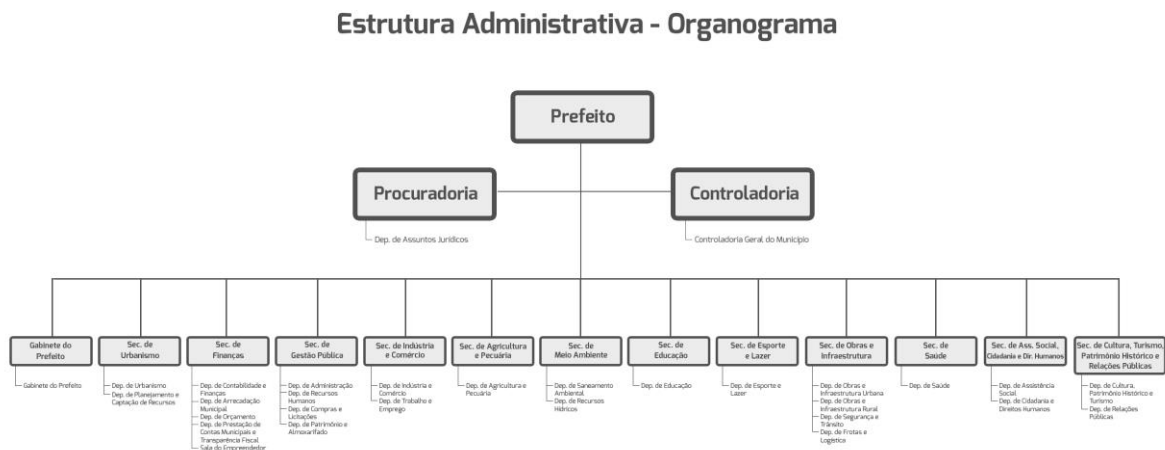 Estrutura Administrativa - Organograma
Prefeito
Procuradoria
Dep. de Assuntos Jurídicos
Controladoria
Controladoria Geral do Município
Gabinete do
Prefeito
Gabinete do Prefeito
Sec. de
Urbanismo
Dep. de Urbanismo
Dep. de Planejamento e
Captação de Recursos
Sec. de
Finanças
Dep. de Contabilidade e
Finanças
Dep. de Arrecadação
Municipal
Dep. de Orçamento
Dep. de Prestação de
Contas Municipais e
Transparência Fiscal
Sala do Empreendedor
Sec. de
Gestão Pública
Dep. de Administração
Dep. de Recursos
Humanos
Dep. de Compras e
Licitações
Dep. de Patrimônio e
Almoxarifado
Sec. de Indústria
e Comércio
Dep. de Indústria e
Comércio
Dep. de Trabalho e
Emprego
Sec. de Agricultura
e Pecuária
Dep. de Agricultura e
Pecuária
Sec. de
Meio Ambiente
Dep. de Saneamento
Ambiental
Dep. de Recursos
Hídricos
Sec. de
Educação
Dep. de Educação
Sec. de Esporte
e Lazer
Dep. de Esporte e
Lazer
Sec. de Obras e
Infraestrutura
Dep. de Obras e
Infraestrutura Urbana
Dep. de Obras e
Infraestrutura Rural
Dep. de Segurança e
Trânsito
Dep. de Frotas e
Logística
Sec. de
Saúde
Dep. de Saúde
Sec. de Ass. Social,
Cidadania e Dir. Humanos
Dep. de Assistência
Social
Dep. de Cidadania e
Direitos Humanos
Sec. de Cultura, Turismo,
Patrimônio Histórico e
Relações Públicas
Dep. de Cultura,
Patrimônio Histórico e
Turismo
Dep. de Relações
Públicas